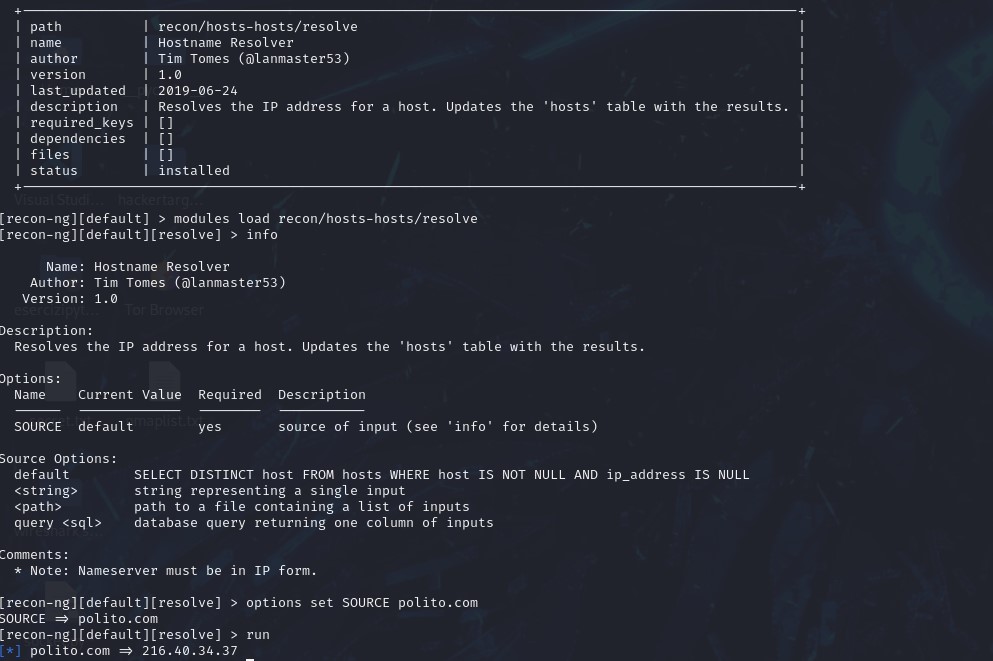 | path | recon/hosts-hosts/resolve |
| name | Hostname Resolver |
| author | Tim Tomes (@lanmaster53) |
| version | 1.0 |
| last_updated | 2019-06-24 |
| description | Resolves the IP address for a host. Updates the 'hosts' table with the results. |
| required_keys | [] |
| dependencies | [] |
| files | [] |
| status | installed |
Visual Studi... hackertarg...
[recon-ng][default] > modules load recon/hosts-hosts/resolve
[recon-ng][default][resolve] > info
Name: Hostname Resolver
Author: Tim Tomes (@lanmaster53)
Version: 1.0
esercizipyt... Tor Browser
Description:
Resolves the IP address for a host. Updates the 'hosts' table with the results.
Options:
Name Current Value Required Description
SOURCE default yes source of input (see 'info' for details)
Source Options:
default SELECT DISTINCT host FROM hosts WHERE host IS NOT NULL AND ip_address IS NULL
<string> string representing a single input
<path> path to a file containing a list of inputs
query <sql> database query returning one column of inputs
Comments:
* Note: Nameserver must be in IP form.
[recon-ng][default][resolve] > options set SOURCE polito.com
SOURCE ⇒ polito.com
[recon-ng][default][resolve] > run
[*] polito.com ⇒ 216.40.34.37